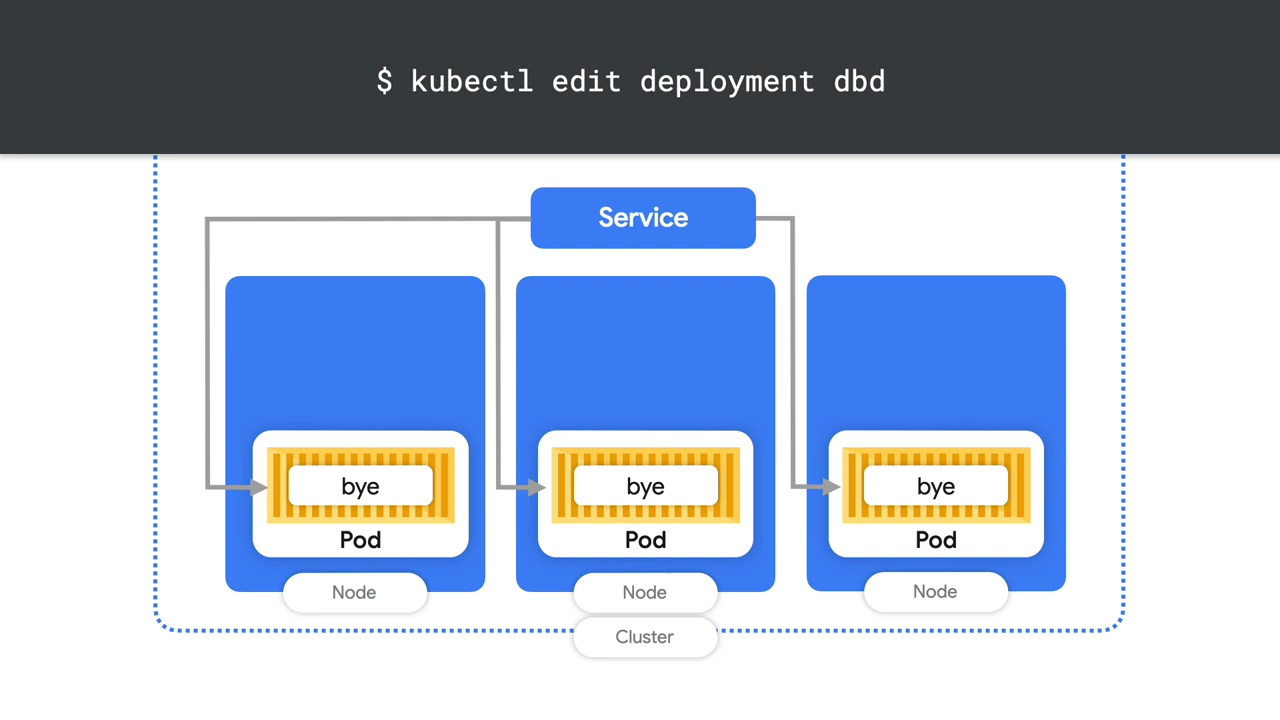 $ kubectl edit deployment dbd
Service
bye
bye
bye
Pod
Pod
Pod
Node
Node
Node
Cluster